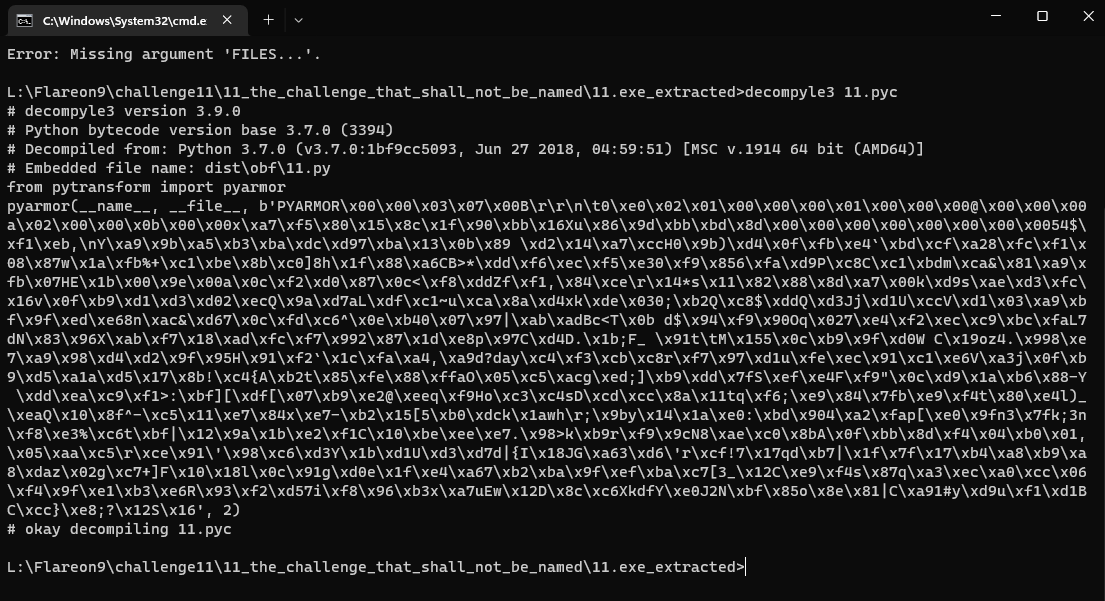 C:\Windows\System32\cmd.e
Error: Missing argument 'FILES...'.
L:\Flareon9\challenge11\11_the_challenge_that_shall_not_be_named\11.exe_extracted>decompyle3 11.pyc
# decompyle3 version 3.9.0
# Python bytecode version base 3.7.0 (3394)
# Decompiled from: Python 3.7.0 (v3.7.0:1bf9cc5093, Jun 27 2018, 04:59:51) [MSC v.1914 64 bit (AMD64)]
# Embedded file name: dist\obf\11.py
from pytransform import pyarmor
pyarmor(__name__, __file__, b'PYARMOR\x00\x00\x03\x07\x00B\r\r\n\t0\xe0\x02\x01\x00\x00\x00\x01\x00\x00\x00@\x00\x00\x00
a\x02\x00\x00\x0b\x00\x00x\xa7\xf5\x80\x15\x8c\x1f\x90\xbb\x16Xu\x86\x9d\xbb\xbd\x8d\x00\x00\x00\x00\x00\x00\x00\x0054$\
\xf1\xeb,\nY\xa9\x9b\xa5\xb3\xba\xdc\xd97\xba\x13\x0b\x89 \xd2\x14\xa7\xccH0\x9b)\xd4\x0f\xfb\xe4`\xbd\xcf\xa28\xfc\xf1\x
08\x87w\x1a\xfb%+\xc1\xbe\x8b\xc0]8h\x1f\x88\xa6CB>*\xdd\xf6\xec\xf5\xe30\xf9\x856\xfa\xd9P\xc8C\xc1\xbdm\xca&\x81\xa9\x
fb\x07HE\x1b\x00\x9e\x00a\x0c\xf2\xd0\x87\x0c<\xf8\xddZf\xf1,\x84\xce\r\x14*s\x11\x82\x88\x8d\xa7\x00k\xd9s\xae\xd3\xfc\
x16v\x0f\xb9\xd1\xd3\xd02\xecQ\x9a\xd7aL\xdf\xc1~u\xca\x8a\xd4xk\xde\x030;\xb2Q\xc8$\xddQ\xd3Jj\xd1U\xccV\xd1\x03\xa9\xb
f\x9f\xed\xe68n\xac&\xd67\x0c\xfd\xc6^\x0e\xb40\x07\x97|\xab\xadBc<T\x0b d$\x94\xf9\x90Oq\x027\xe4\xf2\xec\xc9\xbc\xfaL7
dN\x83\x96X\xab\xf7\x18\xad\xfc\xf7\x992\x87\x1d\xe8p\x97C\xd4D.\x1b;F_ \x91t\tM\x155\x0c\xb9\x9f\xd0W C\x19oz4.\x998\xe
7\xa9\x98\xd4\xd2\x9f\x95H\x91\xf2`\x1c\xfa\xa4,\xa9d?day\xc4\xf3\xcb\xc8r\xf7\x97\xd1u\xfe\xec\x91\xc1\xe6V\xa3j\x0f\xb
9\xd5\xa1a\xd5\x17\x8b!\xc4{A\xb2t\x85\xfe\x88\xffaO\x05\xc5\xacg\xed;]\xb9\xdd\x7fS\xef\xe4F\xf9"\x0c\xd9\x1a\xb6\x88-Y
 \xdd\xea\xc9\xf1>:\xbf][\xdf[\x07\xb9\xe2@\xeeq\xf9Ho\xc3\xc4sD\xcd\xcc\x8a\x11tq\xf6;\xe9\x84\x7fb\xe9\xf4t\x80\xe4l)_
\xeaQ\x10\x8f^-\xc5\x11\xe7\x84x\xe7-\xb2\x15[5\xb0\xdck\x1awh\r;\x9by\x14\x1a\xe0:\xbd\x904\xa2\xfap[\xe0\x9fn3\x7fk;3n
\xf8\xe3%\xc6t\xbf|\x12\x9a\x1b\xe2\xf1C\x10\xbe\xee\xe7.\x98>k\xb9r\xf9\x9cN8\xae\xc0\x8bA\x0f\xbb\x8d\xf4\x04\xb0\x01,
\x05\xaa\xc5\r\xce\x91\'\x98\xc6\xd3Y\x1b\xd1U\xd3\xd7d|{I\x18JG\xa63\xd6\'r\xcf!7\x17qd\xb7|\x1f\x7f\x17\xb4\xa8\xb9\xa
8\xdaz\x02g\xc7+]F\x10\x18l\x0c\x91g\xd0e\x1f\xe4\xa67\xb2\xba\x9f\xef\xba\xc7[3_\x12C\xe9\xf4s\x87q\xa3\xec\xa0\xcc\x06
\xf4\x9f\xe1\xb3\xe6R\x93\xf2\xd57i\xf8\x96\xb3x\xa7uEw\x12D\x8c\xc6XkdfY\xe0J2N\xbf\x85o\x8e\x81|C\xa91#y\xd9u\xf1\xd1B
C\xcc}\xe8;?\x12S\x16', 2)
# okay decompiling 11.pyc
L:\Flareon9\challenge11\11_the_challenge_that_shall_not_be_named\11.exe_extracted>